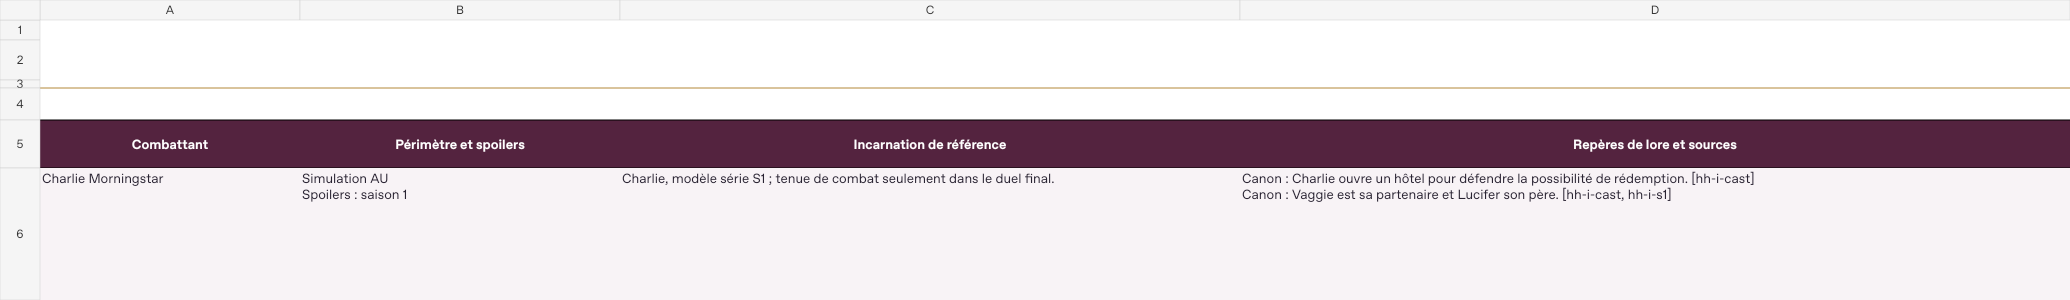 A B C D
1
2
3
4
5 Combattant Périmètre et spoilers Incarnation de référence Repères de lore et sources
6 Charlie Morningstar Simulation AU Charlie, modèle série S1 ; tenue de combat seulement dans le duel final. Canon : Charlie ouvre un hôtel pour défendre la possibilité de rédemption. [hh-i-cast]
Spoilers : saison 1 Canon : Vaggie est sa partenaire et Lucifer son père. [hh-i-cast, hh-i-s1]